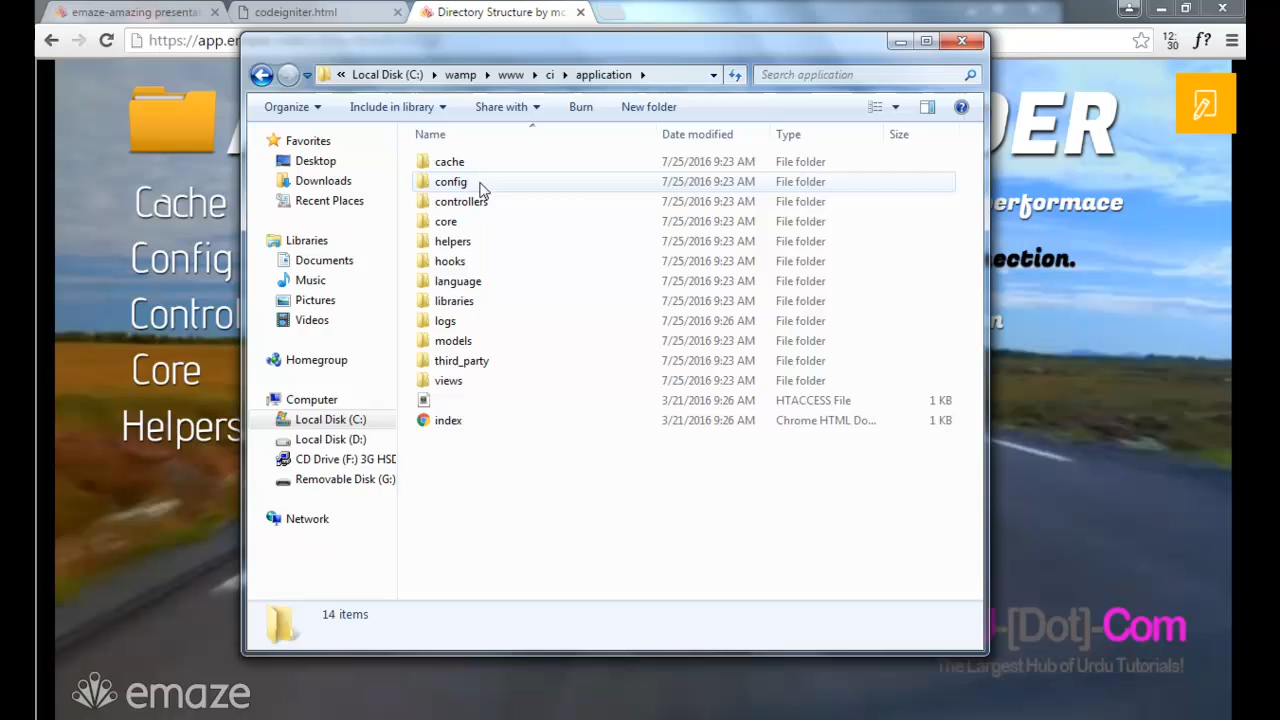 emaze-amazing presenta
codeigniter.html
Directory Structure by mc
https://app.e
12:30
f?
« Local Disk (C:) ▸ wamp ▸ www ▸ ci ▸ application ▸
Search application
Organize
Include in library
Share with
Burn
New folder
Name
Date modified
Type
Size
Favorites
Desktop
Downloads
Recent Places
Libraries
Documents
Music
Pictures
Videos
Homegroup
Computer
Local Disk (C:)
Local Disk (D:)
CD Drive (F:) 3G HSD
Removable Disk (G:)
Network
cache 7/25/2016 9:23 AM File folder
config 7/25/2016 9:23 AM File folder
controllers 7/25/2016 9:23 AM File folder
core 7/25/2016 9:23 AM File folder
helpers 7/25/2016 9:23 AM File folder
hooks 7/25/2016 9:23 AM File folder
language 7/25/2016 9:23 AM File folder
libraries 7/25/2016 9:23 AM File folder
logs 7/25/2016 9:26 AM File folder
models 7/25/2016 9:23 AM File folder
third_party 7/25/2016 9:23 AM File folder
views 7/25/2016 9:23 AM File folder
3/21/2016 9:26 AM HTACCESS File 1 KB
index 3/21/2016 9:26 AM Chrome HTML Do... 1 KB
14 items
DER
Cache
Config
Control
Core
Helpers
erformace
ection.
n
-[Dot]-Com
The Largest Hub of Urdu Tutorials!
emaze